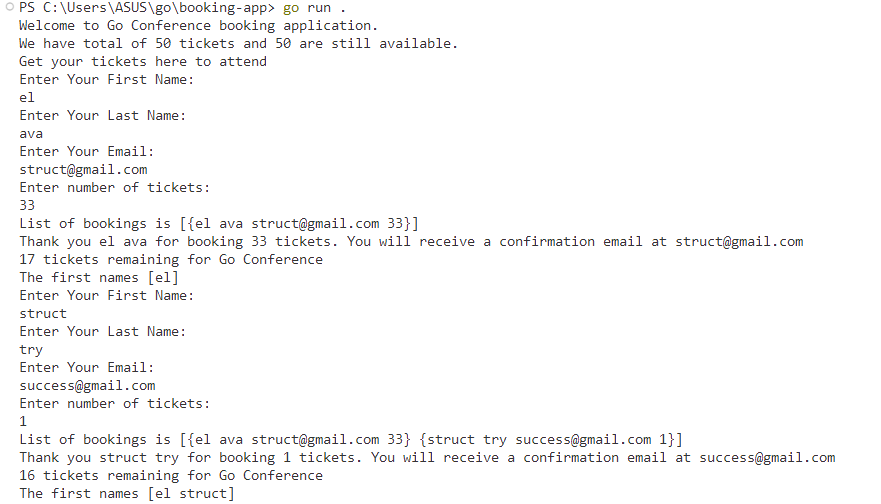 PS C:\Users\ASUS\go\booking-app> go run .
Welcome to Go Conference booking application.
We have total of 50 tickets and 50 are still available.
Get your tickets here to attend
Enter Your First Name:
el
Enter Your Last Name:
ava
Enter Your Email:
struct@gmail.com
Enter number of tickets:
33
List of bookings is [{el ava struct@gmail.com 33}]
Thank you el ava for booking 33 tickets. You will receive a confirmation email at struct@gmail.com
17 tickets remaining for Go Conference
The first names [el]
Enter Your First Name:
struct
Enter Your Last Name:
try
Enter Your Email:
success@gmail.com
Enter number of tickets:
1
List of bookings is [{el ava struct@gmail.com 33} {struct try success@gmail.com 1}]
Thank you struct try for booking 1 tickets. You will receive a confirmation email at success@gmail.com
16 tickets remaining for Go Conference
The first names [el struct]